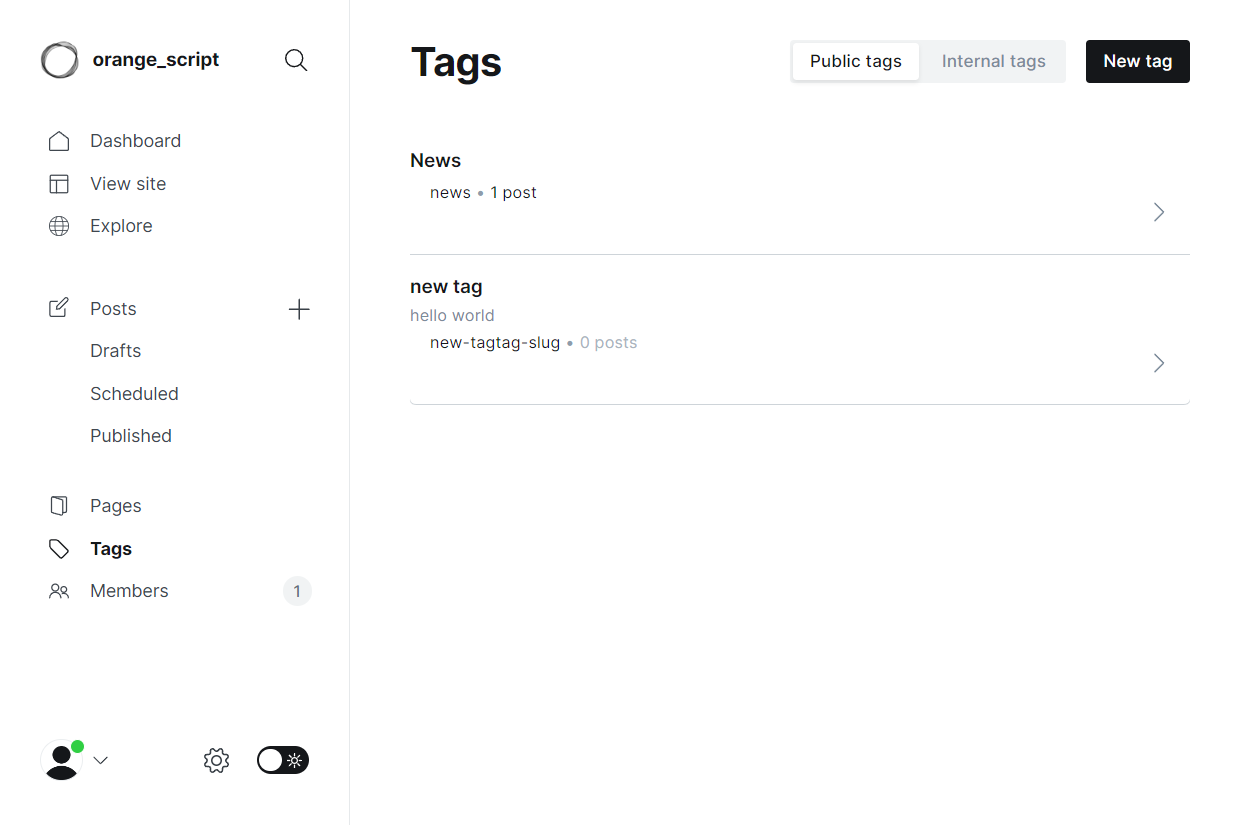 orange_script
Dashboard
View site
Explore
Posts
Drafts
Scheduled
Published
Pages
Tags
Members 1
Tags
Public tags Internal tags New tag
News
news • 1 post
new tag
hello world
new-tagtag-slug • 0 posts